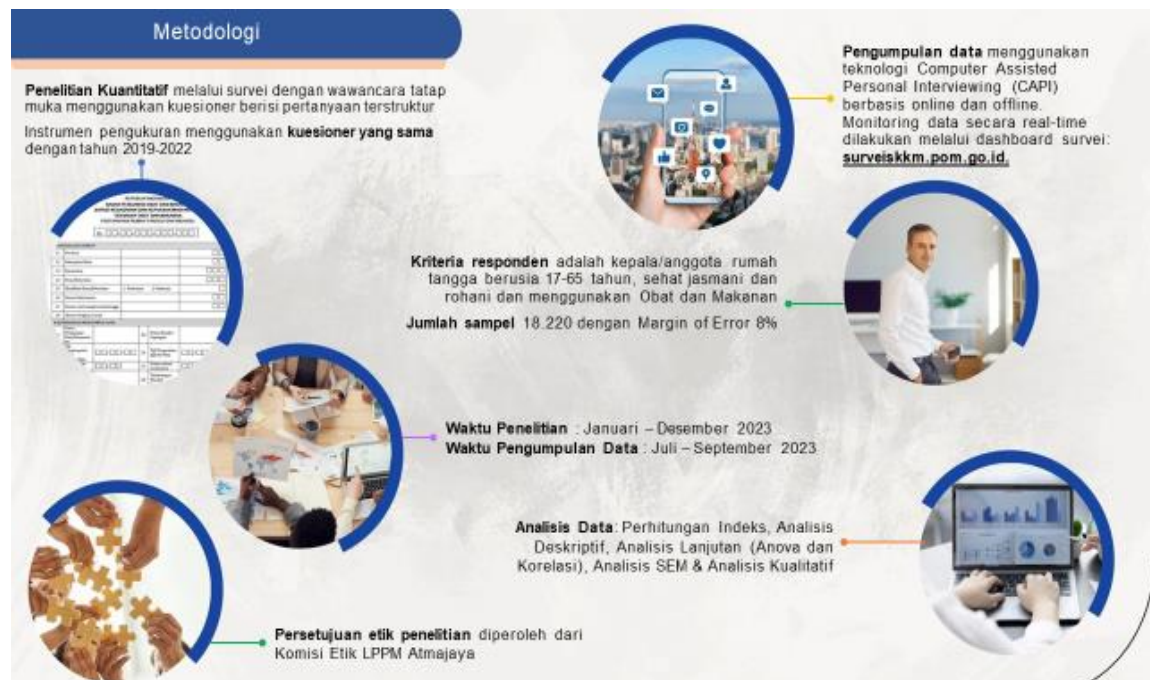 Metodologi
Penelitian Kuantitatif melalui survei dengan wawancara tatap
muka menggunakan kuesioner berisi pertanyaan terstruktur
Instrumen pengukuran menggunakan kuesioner yang sama
dengan tahun 2019-2022
Pengumpulan data menggunakan
teknologi Computer Assisted
Personal Interviewing (CAPI)
berbasis online dan offline.
Monitoring data secara real-time
dilakukan melalui dashboard survei:
surveiskkm.pom.go.id.
Kriteria responden adalah kepala/anggota rumah
tangga berusia 17-65 tahun, sehat jasmani dan
rohani dan menggunakan Obat dan Makanan
Jumlah sampel 18.220 dengan Margin of Error 8%
Waktu Penelitian : Januari – Desember 2023
Waktu Pengumpulan Data : Juli – September 2023
Analisis Data: Perhitungan Indeks, Analisis
Deskriptif, Analisis Lanjutan (Anova dan
Korelasi), Analisis SEM & Analisis Kualitatif
Persetujuan etik penelitian diperoleh dari
Komisi Etik LPPM Atmajaya